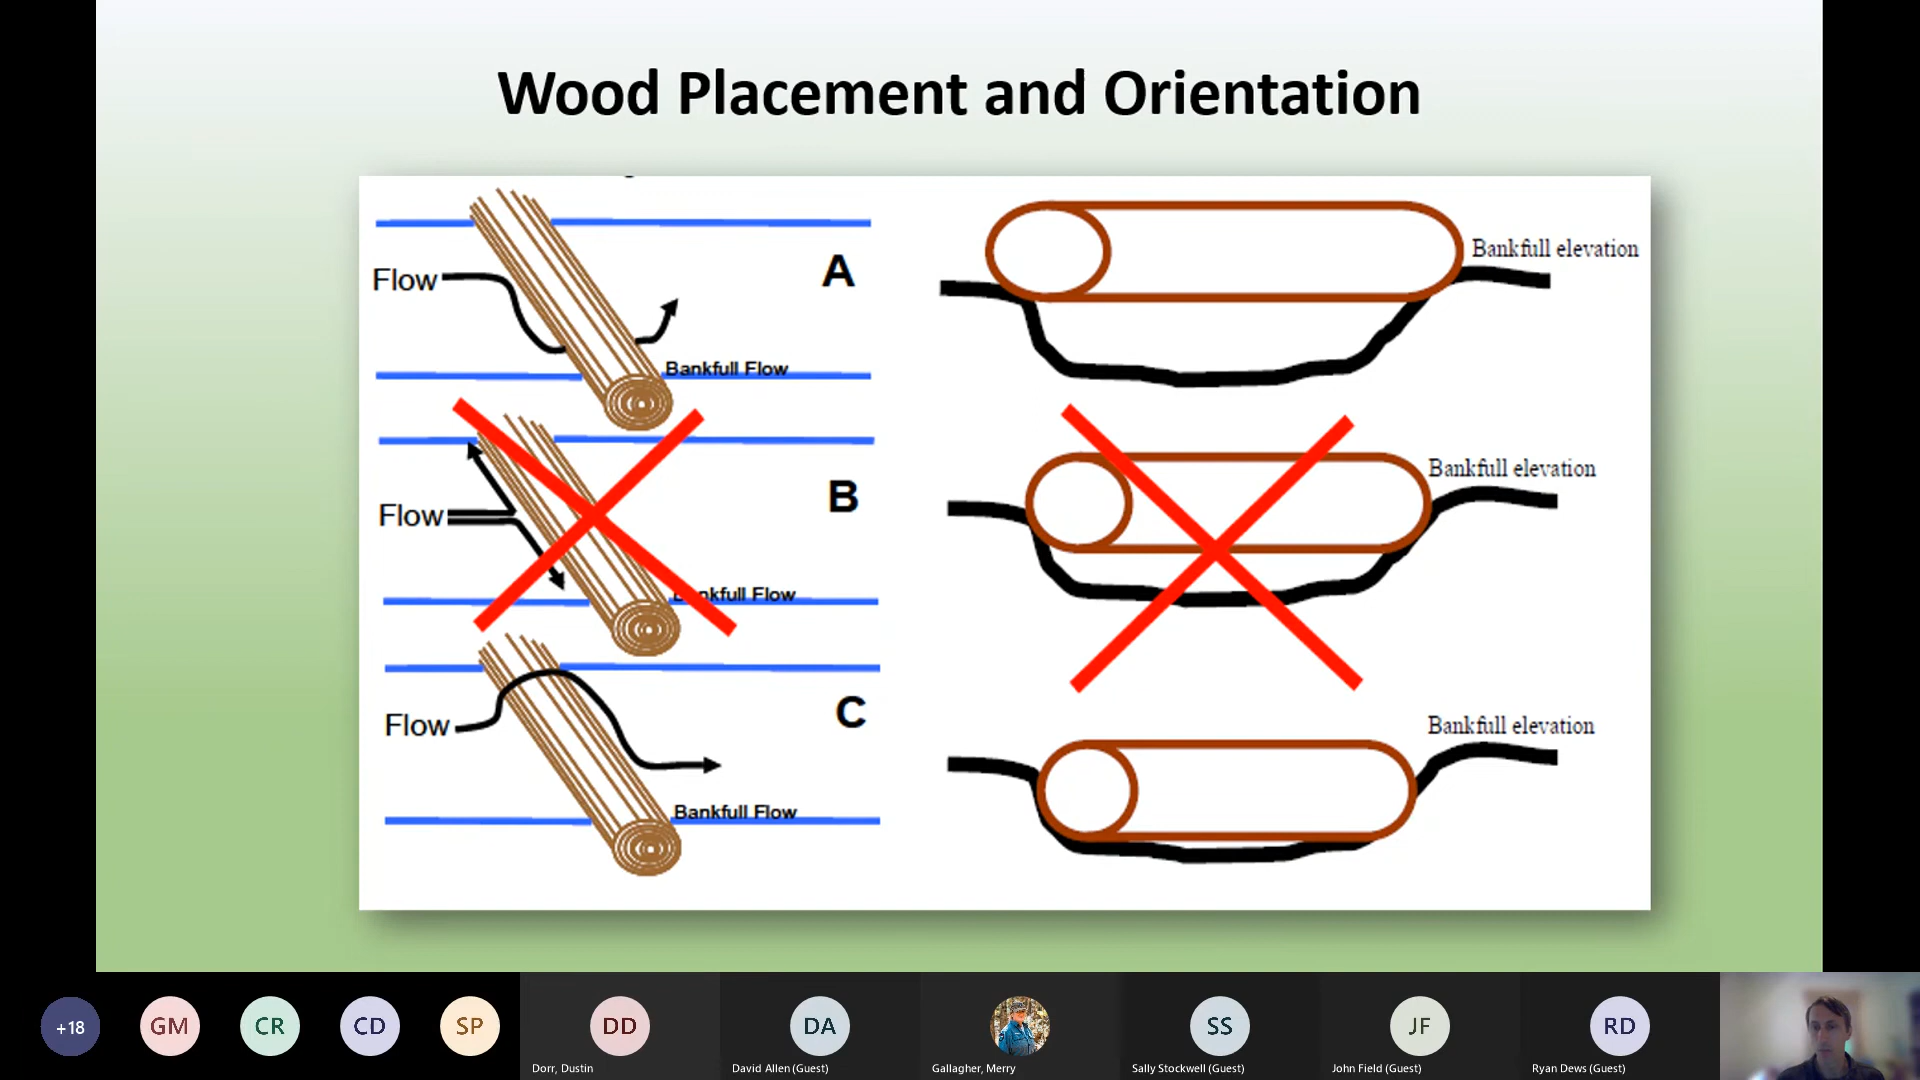 Wood Placement and Orientation
Flow
A
Bankfull Flow
Bankfull elevation
Flow
B
nkfull Flow
Bankfull elevation
Flow
C
Bankfull Flow
Bankfull elevation
+18
GM
CR
CD
SP
DD
Dorr, Dustin
DA
David Allen (Guest)
Gallagher, Merry
SS
Sally Stockwell (Guest)
JF
John Field (Guest)
RD
Ryan Dews (Guest)